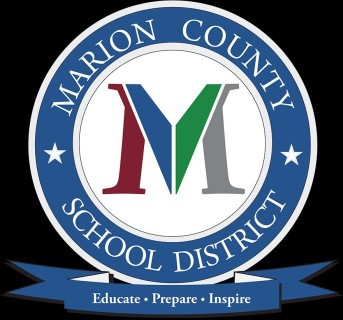 MARION COUNTY
M
SCHOOL DISTRICT
Educate • Prepare • Inspire